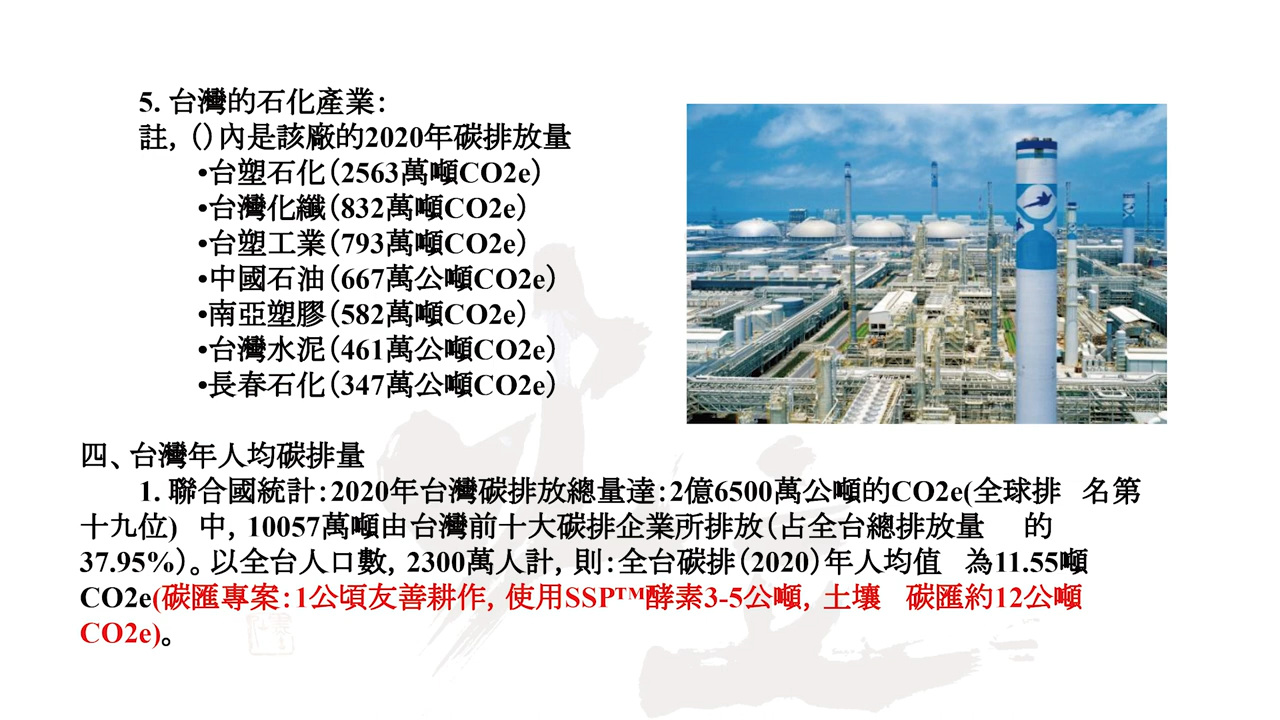 5. 台灣的石化產業：
註，（）內是該廠的2020年碳排放量
•台塑石化（2563萬噸CO2e）
•台灣化纖（832萬噸CO2e）
•台塑工業（793萬噸CO2e）
•中國石油（667萬公噸CO2e）
•南亞塑膠（582萬噸CO2e）
•台灣水泥（461萬公噸CO2e）
•長春石化（347萬公噸CO2e）
四、台灣年人均碳排量
1. 聯合國統計：2020年台灣碳排放總量達：2億6500萬公噸的CO2e(全球排 名第
十九位) 中，10057萬噸由台灣前十大碳排企業所排放（占全台總排放量 的
37.95%）。以全台人口數，2300萬人計，則：全台碳排（2020）年人均值 為11.55噸
CO2e(碳匯專案：1公頃友善耕作，使用SSP™酵素3-5公噸，土壤 碳匯約12公噸
CO2e)。